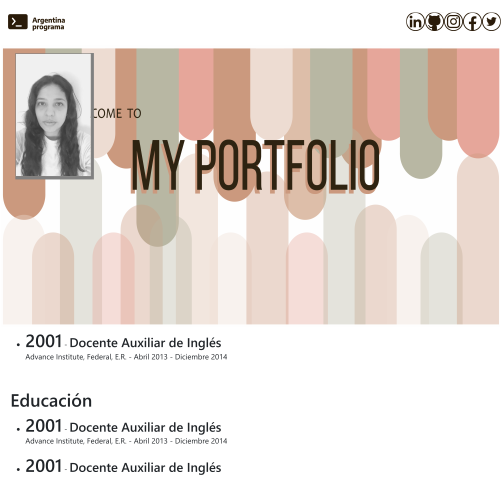 Argentina
programa
COME TO
MY PORTFOLIO
2001 - Docente Auxiliar de Inglés
Advance Institute, Federal, E.R. - Abril 2013 - Diciembre 2014
Educación
2001 - Docente Auxiliar de Inglés
Advance Institute, Federal, E.R. - Abril 2013 - Diciembre 2014
2001 - Docente Auxiliar de Inglés